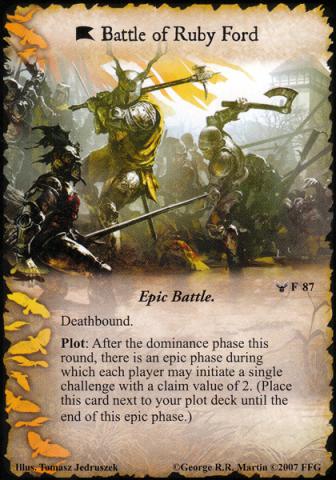 Battle of Ruby Ford
F 87
Epic Battle.
Deathbound.
Plot: After the dominance phase this
round, there is an epic phase during
which each player may initiate a single
challenge with a claim value of 2. (Place
this card next to your plot deck until the
end of this epic phase.)
Illus. Tomasz Jedruszek ©George R.R. Martin ©2007 FFG